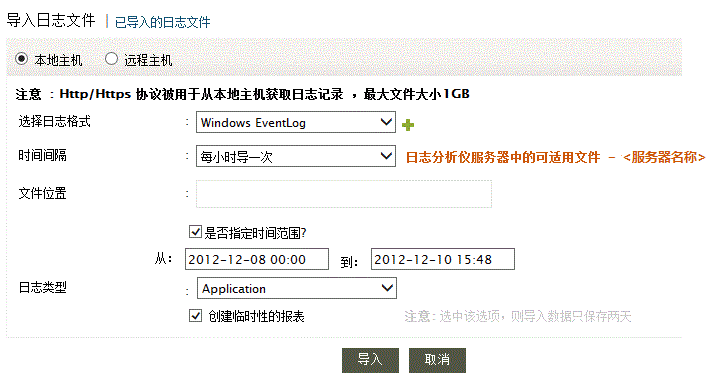 导入日志文件 | 已导入的日志文件
本地主机 远程主机
注意 : Http/Https 协议被用于从本地主机获取日志记录 ，最大文件大小1GB
选择日志格式 : Windows EventLog
时间间隔 : 每小时导一次 日志分析仪服务器中的可适用文件 - <服务器名称>
文件位置 :
是否指定时间范围?
从: 2012-12-08 00:00 到: 2012-12-10 15:48
日志类型 : Application
创建临时性的报表 注意 : 选中该选项，则导入数据只保存两天
导入 取消